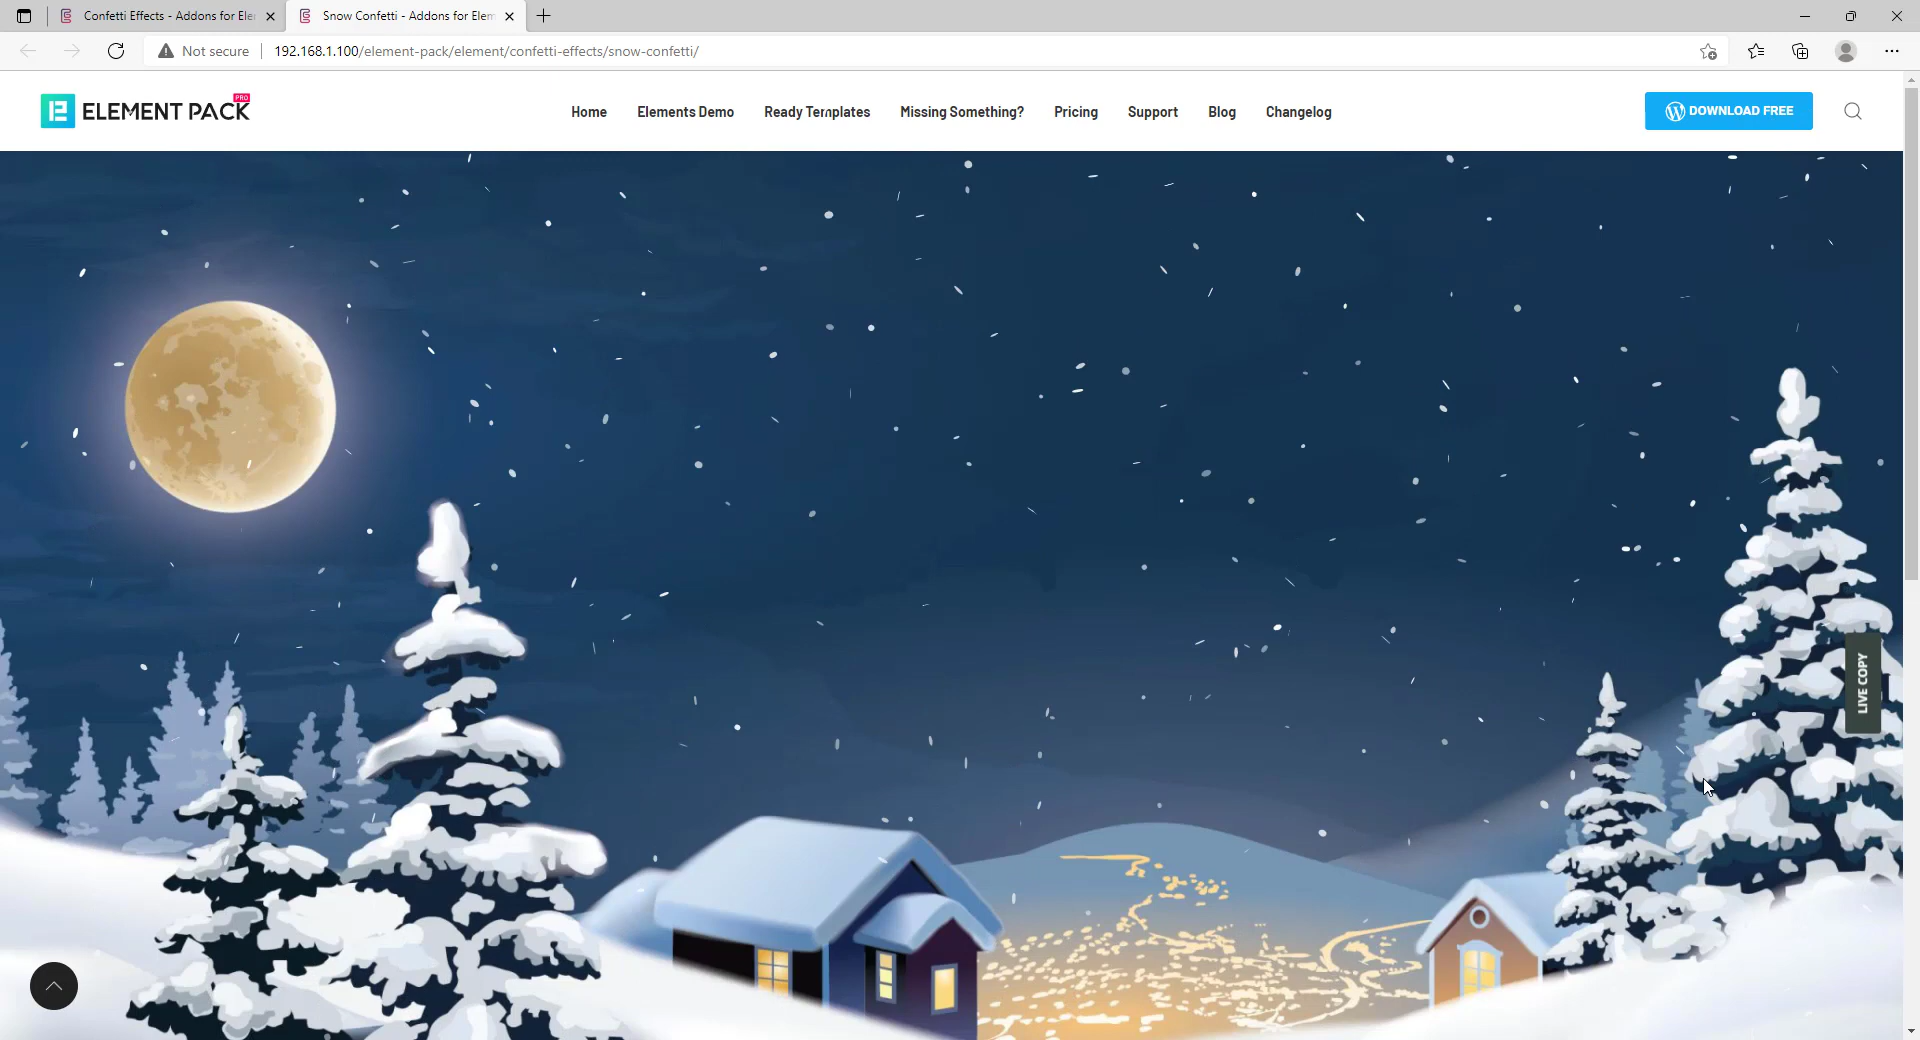 Confetti Effects - Addons for Ele
Snow Confetti - Addons for Elem
Not secure
192.168.1.100/element-pack/element/confetti-effects/snow-confetti/
ELEMENT PACK PRO
Home
Elements Demo
Ready Templates
Missing Something?
Pricing
Support
Blog
Changelog
DOWNLOAD FREE
LIVE COPY